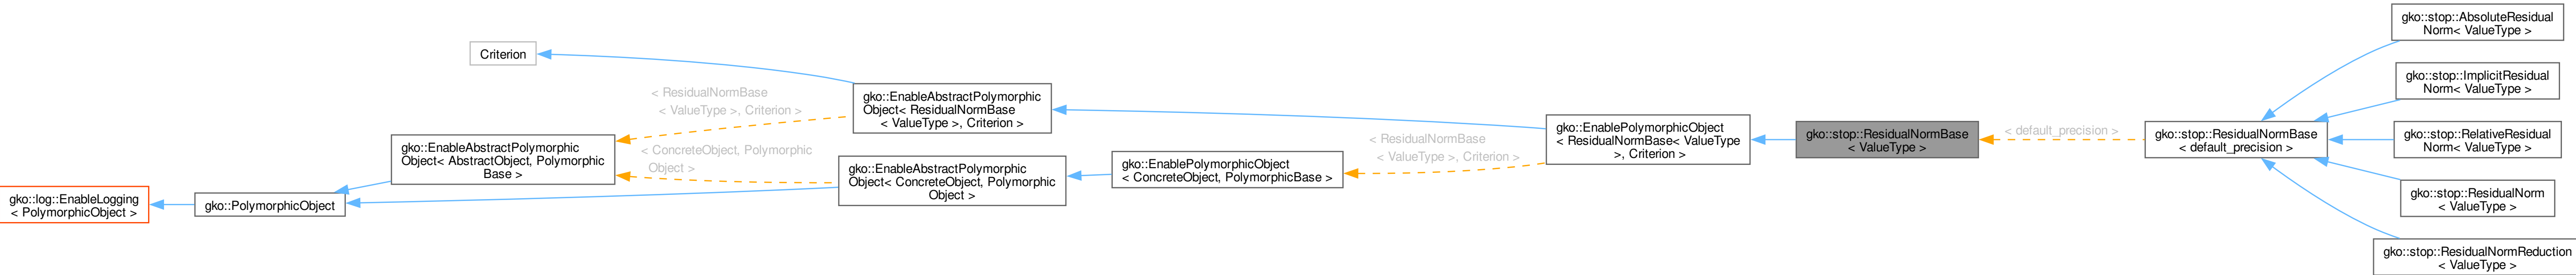 gko::log::EnableLogging
< PolymorphicObject >
gko::PolymorphicObject
gko::EnableAbstractPolymorphic
Object< AbstractObject, Polymorphic
Base >
Criterion
< ResidualNormBase
< ValueType >, Criterion >
< ConcreteObject, Polymorphic
Object >
gko::EnableAbstractPolymorphic
Object< ResidualNormBase
< ValueType >, Criterion >
gko::EnableAbstractPolymorphic
Object< ConcreteObject, Polymorphic
Object >
gko::EnablePolymorphicObject
< ConcreteObject, PolymorphicBase >
< ResidualNormBase
< ValueType >, Criterion >
gko::EnablePolymorphicObject
< ResidualNormBase< ValueType
>, Criterion >
gko::stop::ResidualNormBase
< ValueType >
< default_precision >
gko::stop::ResidualNormBase
< default_precision >
gko::stop::AbsoluteResidual
Norm< ValueType >
gko::stop::ImplicitResidual
Norm< ValueType >
gko::stop::RelativeResidual
Norm< ValueType >
gko::stop::ResidualNorm
< ValueType >
gko::stop::ResidualNormReduction
< ValueType >